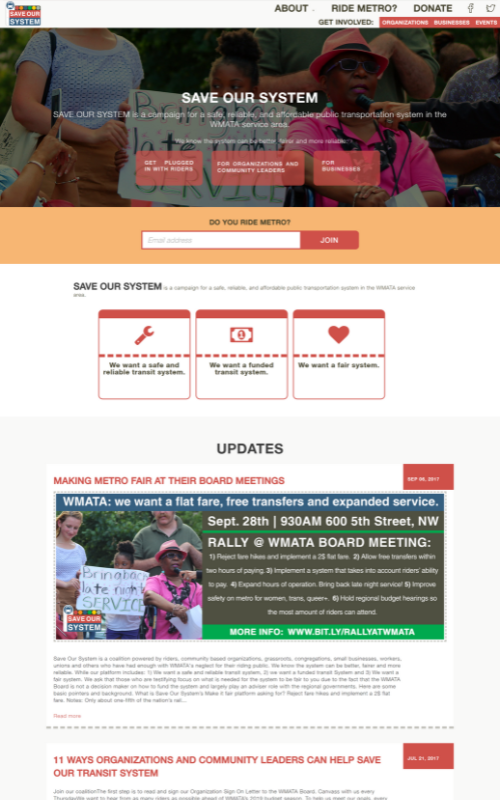 SAVE OUR
SYSTEM
ABOUT
RIDE METRO?
DONATE
GET INVOLVED:
ORGANIZATIONS
BUSINESSES
EVENTS
SAVE OUR SYSTEM
SAVE OUR SYSTEM is a campaign for a safe, reliable, and affordable public transportation system in the
WMATA service area.
We know the system can be better, fairer and more reliable.
GET PLUGGED
IN WITH RIDERS
FOR ORGANIZATIONS AND
COMMUNITY LEADERS
FOR
BUSINESSES
DO YOU RIDE METRO?
Email address
JOIN
SAVE OUR SYSTEM is a campaign for a safe, reliable, and affordable public transportation system in the WMATA service
area.
We want a safe and
reliable transit system.
We want a funded
transit system.
We want a fair system.
UPDATES
MAKING METRO FAIR AT THEIR BOARD MEETINGS
SEP 06, 2017
WMATA: we want a flat fare, free transfers and expanded service.
Sept. 28th | 930AM 600 5th Street, NW
RALLY @ WMATA BOARD MEETING:
1) Reject fare hikes and implement a 2$ flat fare. 2) Allow free transfers within
two hours of paying. 3) Implement a system that takes into account riders' ability
to pay. 4) Expand hours of operation. Bring back late night service! 5) Improve
safety on metro for women, trans, queer+. 6) Hold regional budget hearings so
the most amount of riders can attend.
Bring back
late night
SERVICE
SAVE OUR
SYSTEM
MORE INFO: WWW.BIT.LY/RALLYATWMATA
Save Our System is a coalition powered by riders, community based organizations, grassroots, congregations, small businesses, workers,
unions and others who have had enough with WMATA's neglect for their riding public. We know the system can be better, fairer and more
reliable. While our platform includes: 1) We want a safe and reliable transit system, 2) we want a funded transit System and 3) We want a
fair system. We ask that those who are testifying focus on what is needed for the system to be fair to you due to the fact that the WMATA
Board is not a decision maker on how to fund the system and largely play an adviser role with the regional governments. Here are some
basic pointers and background. What is Save Our System's Make it fair platform asking for? Reject fare hikes and implement a 2$ flat
fare. Notes: Only about one fifth of the nation's rail...
Read more
11 WAYS ORGANIZATIONS AND COMMUNITY LEADERS CAN HELP SAVE
OUR TRANSIT SYSTEM
JUL 21, 2017
Join our coalitionThe first step is to read and sign our Organization Sign On Letter to the WMATA Board. Canvass with us every
ThursdayWe want to hear from as many riders as possible ahead of WMATA's 2019 budget season. To help us meet our goals, every